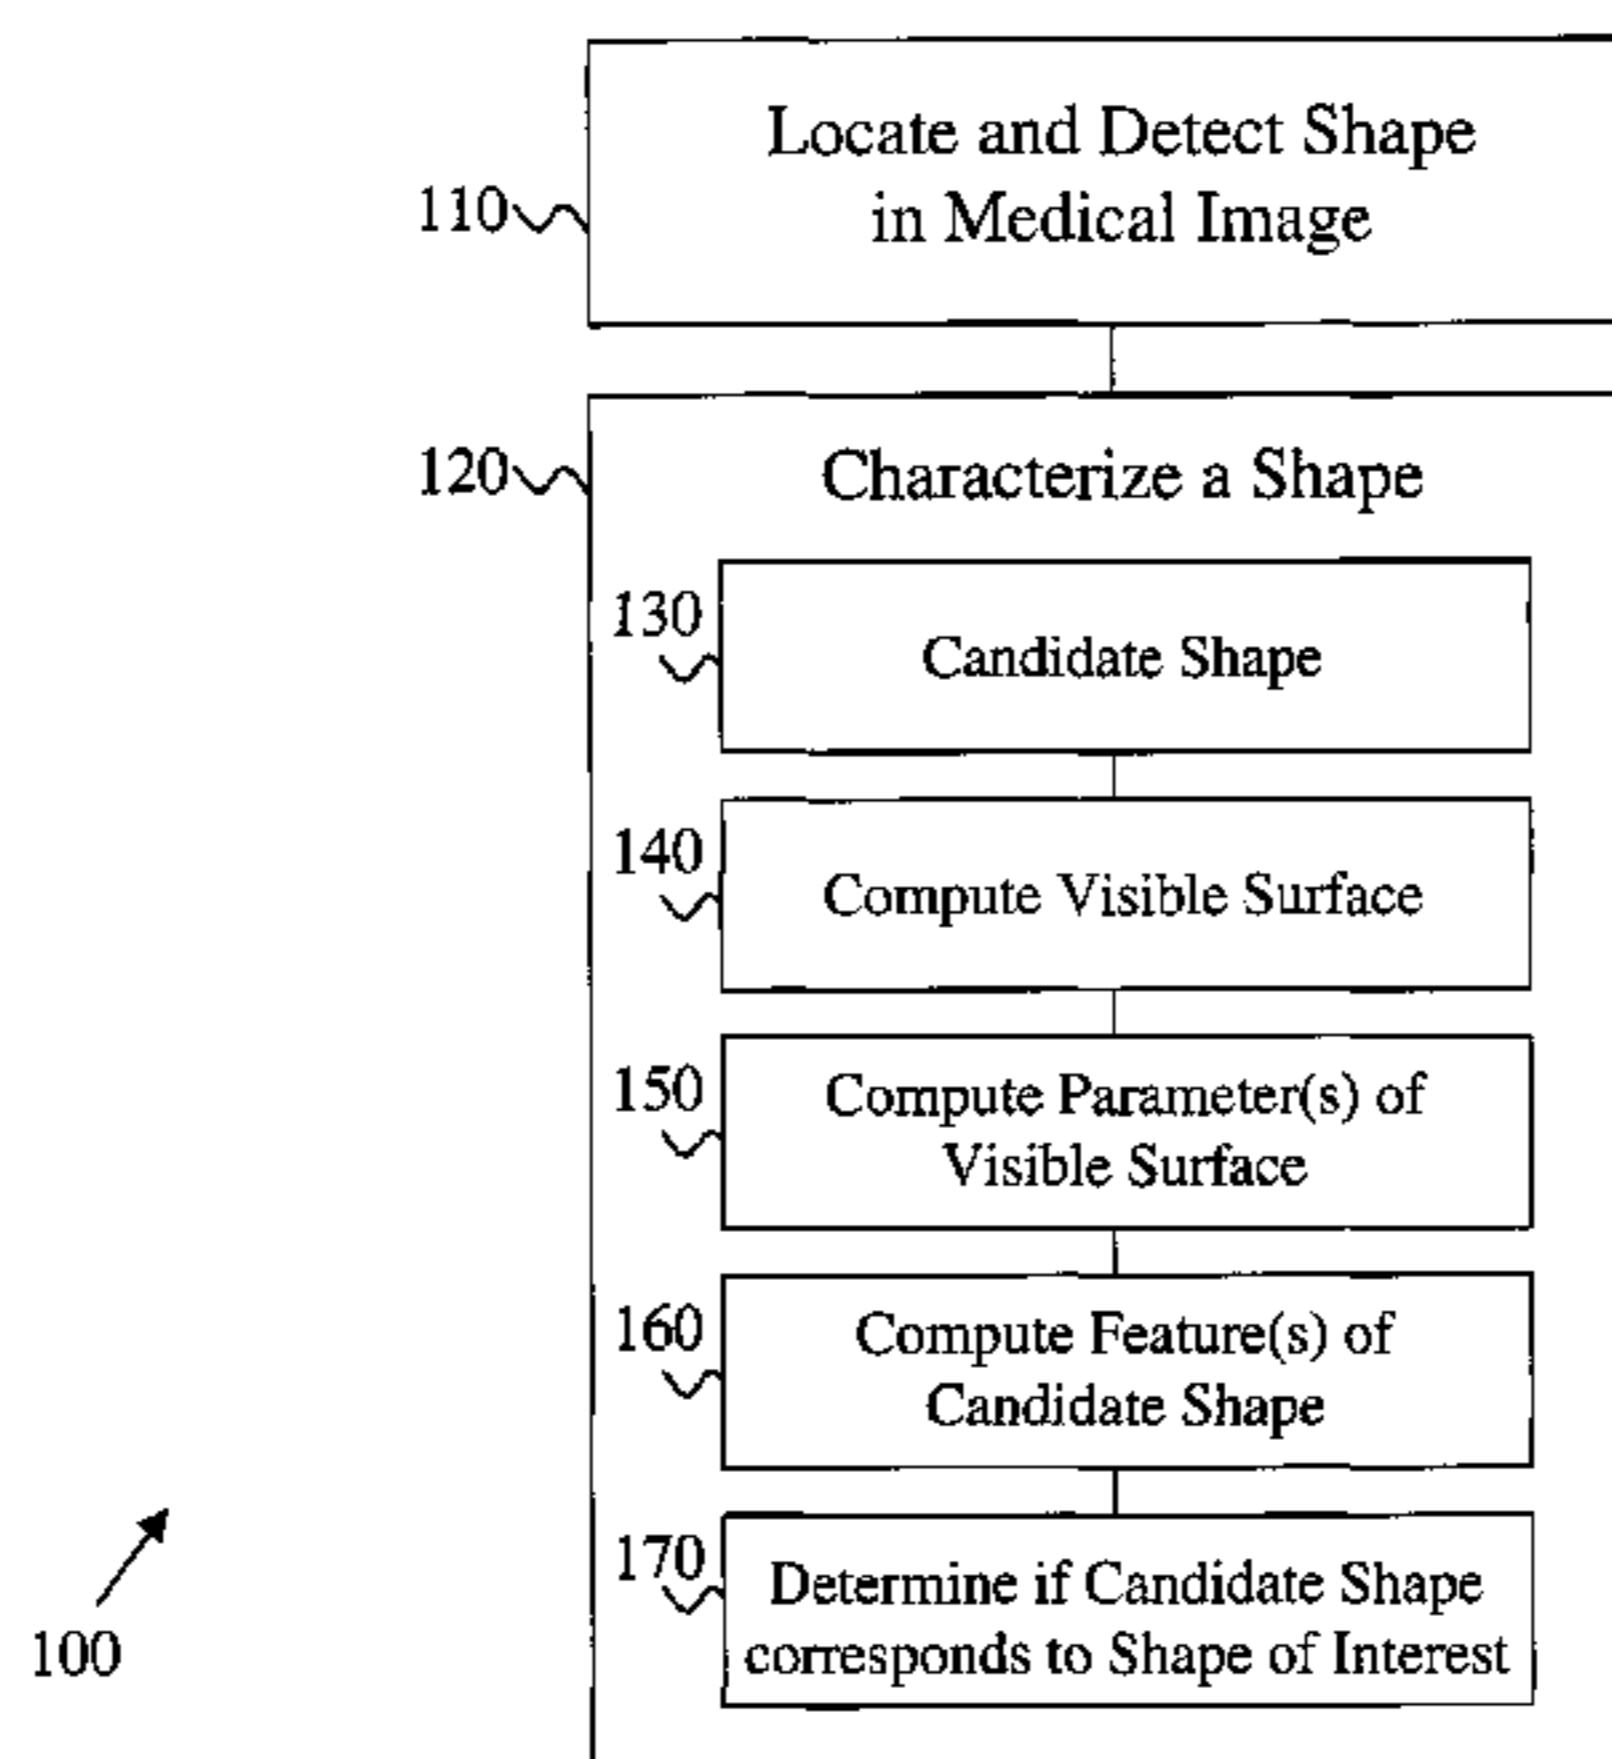 Locate and Detect Shape
in Medical Image
110
120
Characterize a Shape
130
Candidate Shape
140
Compute Visible Surface
150
Compute Parameter(s) of
Visible Surface
160
Compute Feature(s) of
Candidate Shape
170
Determine if Candidate Shape
corresponds to Shape of Interest
100